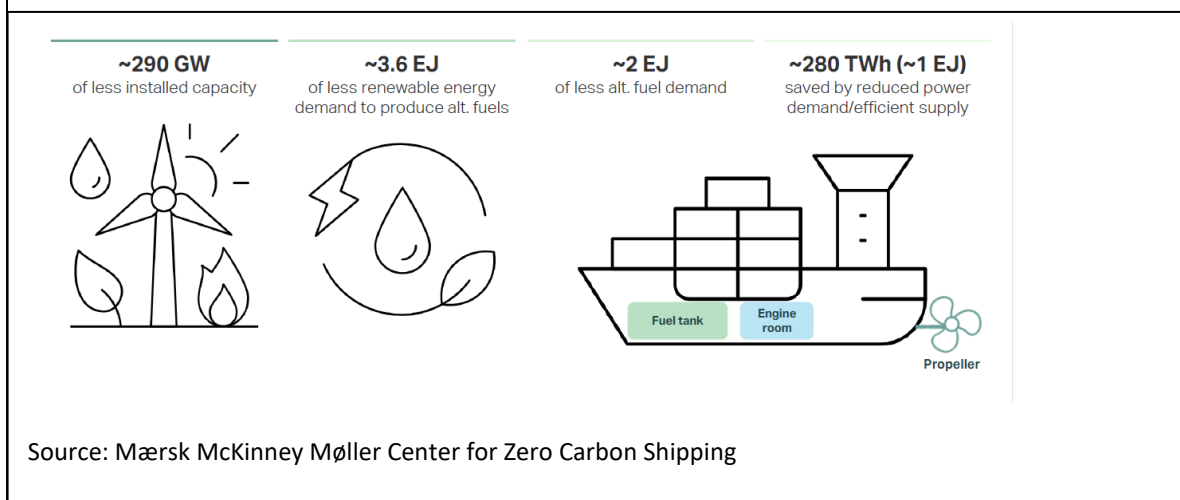 ~290 GW
of less installed capacity
~3.6 EJ
of less renewable energy
demand to produce alt. fuels
~2 EJ
of less alt. fuel demand
~280 TWh (~1 EJ)
saved by reduced power
demand/efficient supply
Fuel tank
Engine
room
Propeller
Source: Mærsk McKinney Møller Center for Zero Carbon Shipping